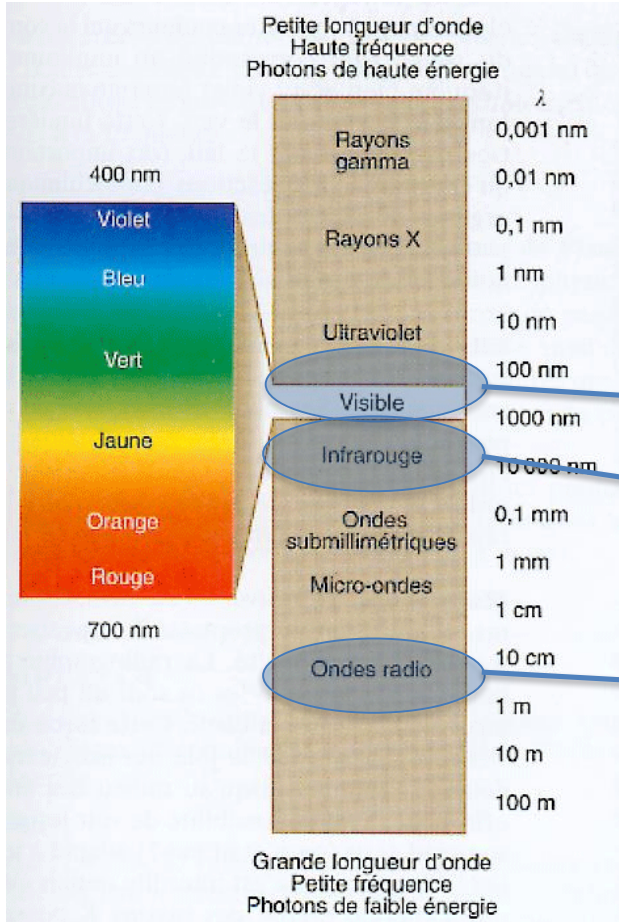 Petite longueur d'onde
Haute fréquence
Photons de haute énergie
400 nm
Violet
Bleu
Vert
Jaune
Orange
Rouge
700 nm
Rayons
gamma
Rayons X
Ultraviolet
Visible
Infrarouge
Ondes
submillimétriques
Micro-ondes
Ondes radio
λ
0,001 nm
0,01 nm
0,1 nm
1 nm
10 nm
100 nm
1000 nm
10 000 nm
0,1 mm
1 mm
1 cm
10 cm
1 m
10 m
100 m
Grande longueur d'onde
Petite fréquence
Photons de faible énergie